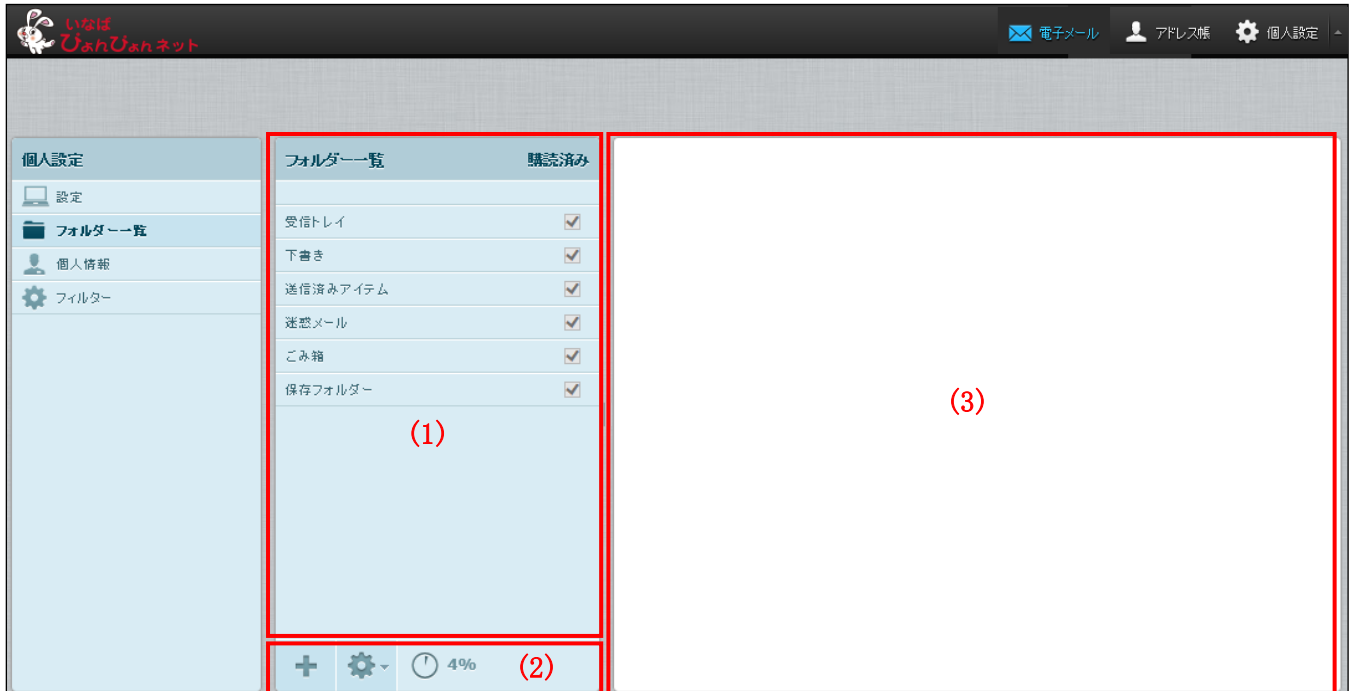 いなば
ぴょんぴょんネット
電子メール
アドレス帳
個人設定
個人設定
設定
フォルダー一覧
個人情報
フィルター
フォルダー一覧
購読済み
受信トレイ
下書き
送信済みアイテム
迷惑メール
ごみ箱
保存フォルダー
(1)
4%
(2)
(3)